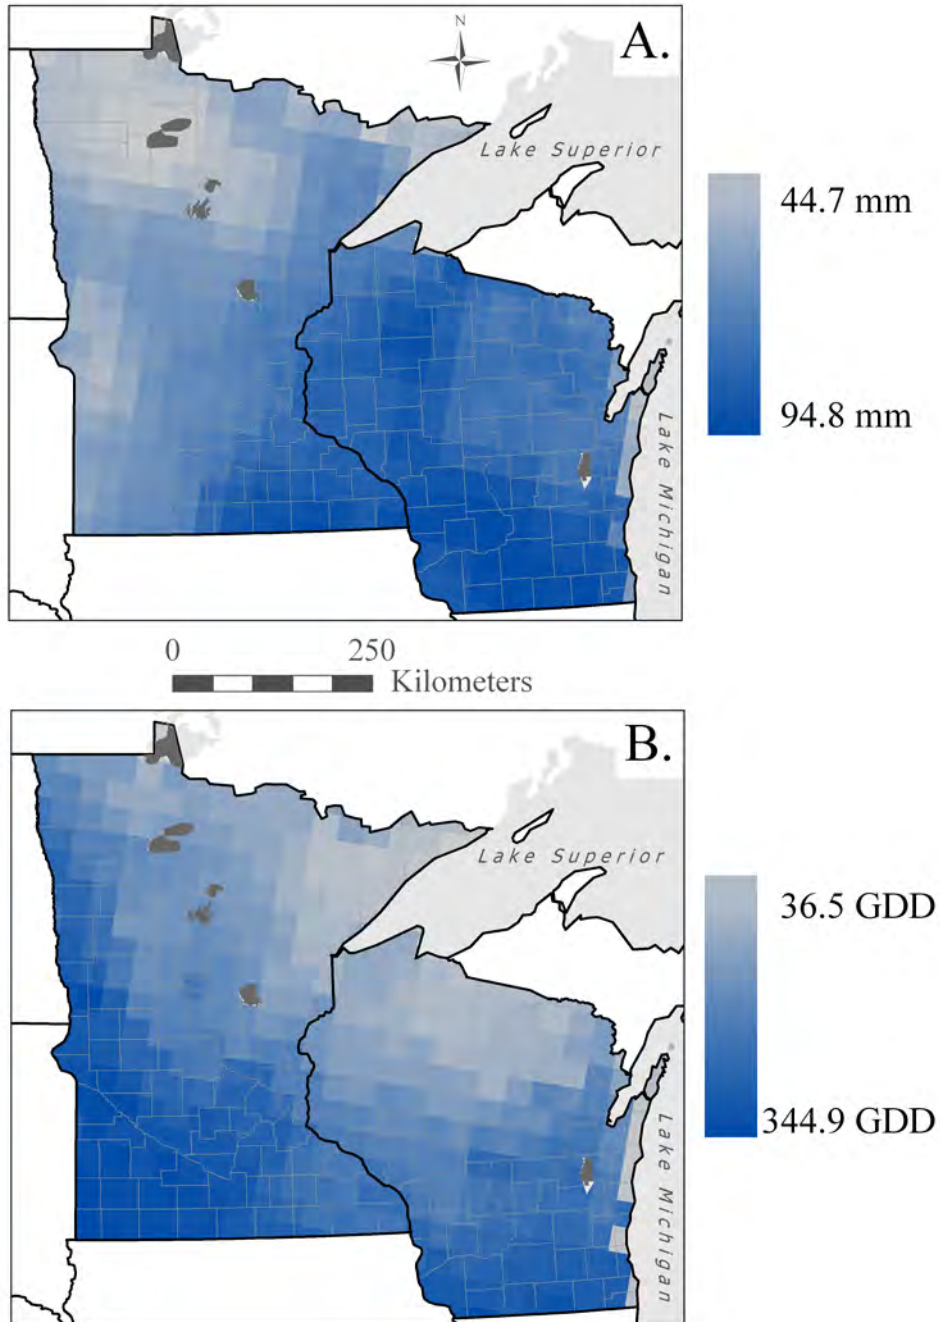 A.
N
Lake Superior
44.7 mm
94.8 mm
Lake Michigan
0 250
Kilometers
B.
Lake Superior
36.5 GDD
344.9 GDD
Lake Michigan